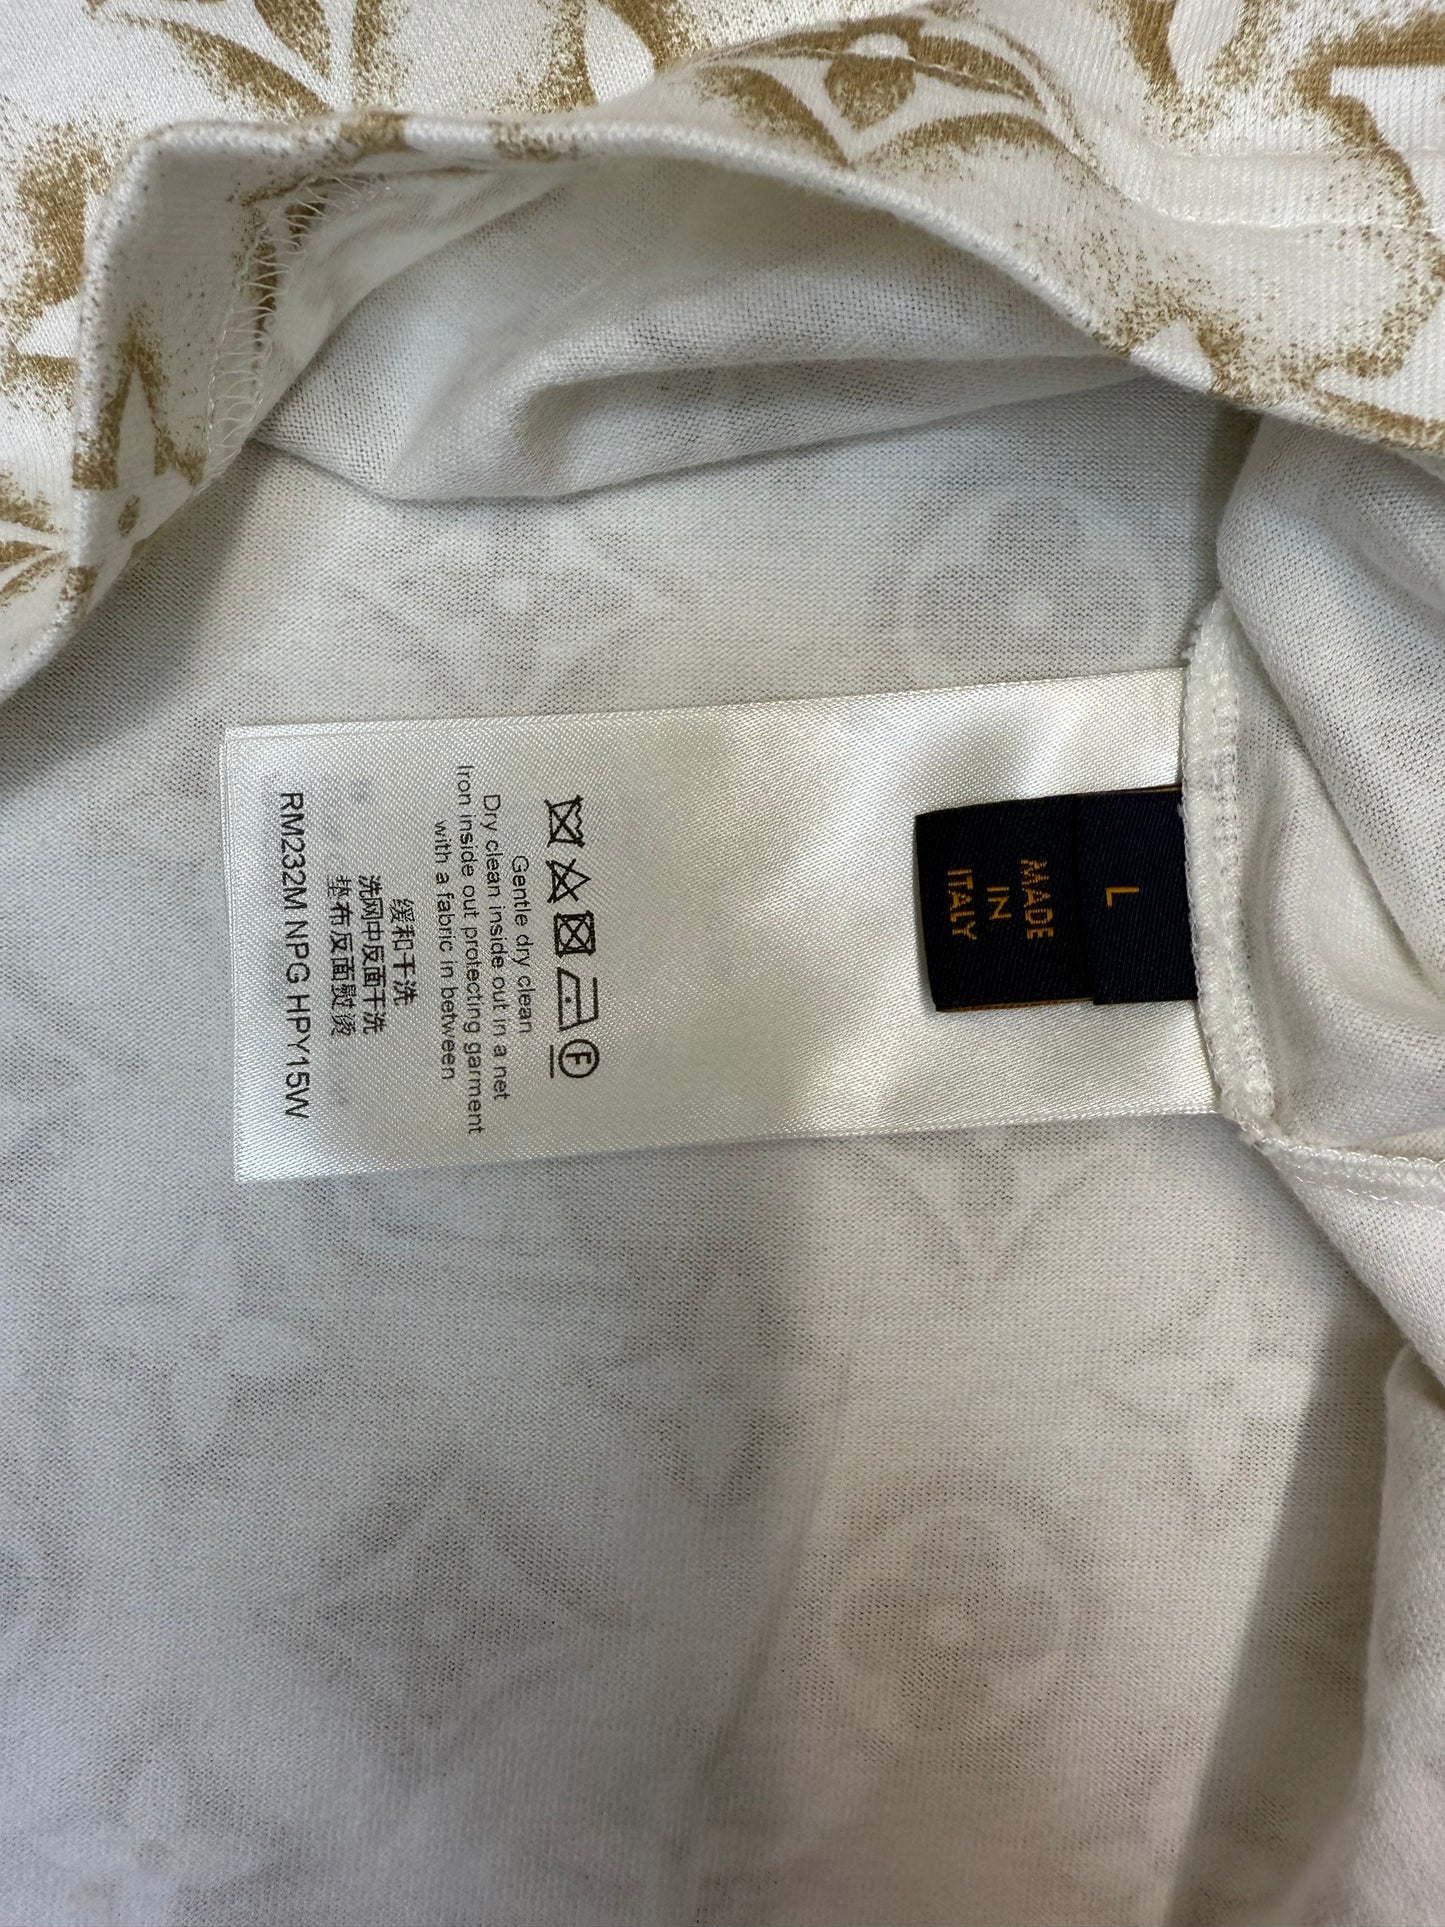 L
MADE
IN
ITALY
F
Gentle dry clean
Dry clean inside out in a net
Iron inside out protecting garment
with a fabric in between
缓和干洗
洗网中反面干洗
垫布反面熨烫
RM232M NPG HPY15W